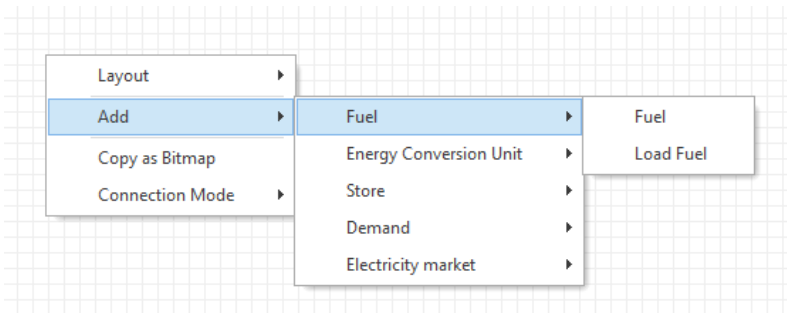 Layout
Add
Copy as Bitmap
Connection Mode
Fuel
Energy Conversion Unit
Store
Demand
Electricity market
Fuel
Load Fuel